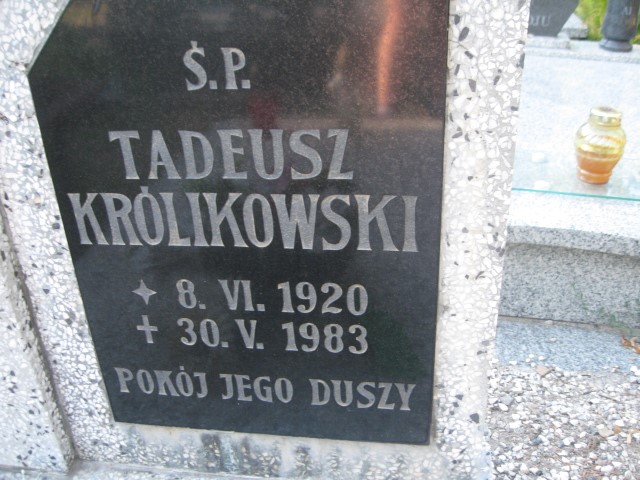 Ś.P.
TADEUSZ
KRÓLIKOWSKI
✦ 8. VI. 1920
✝ 30. V. 1983
POKÓJ JEGO DUSZY